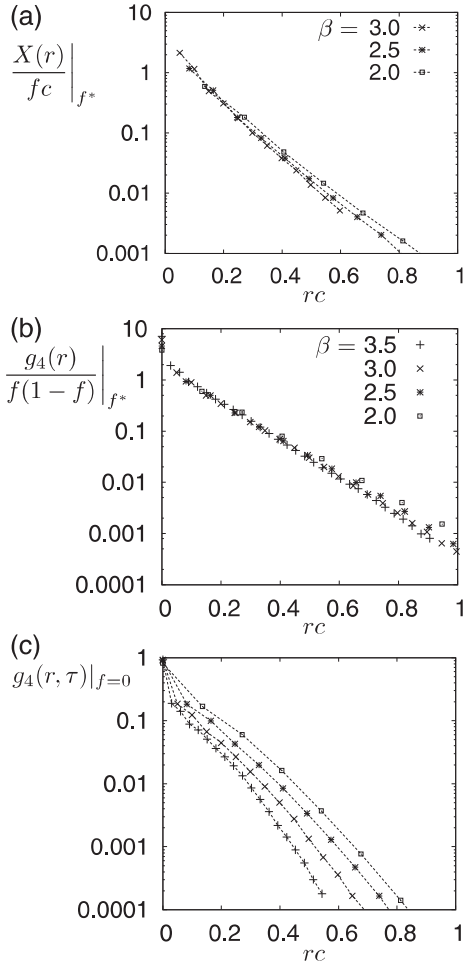 (a)
X(r)
fc
f*
10
1
0.1
0.01
0.001
β = 3.0
2.5
2.0
0 0.2 0.4 0.6 0.8 1
rc
(b)
g₄(r)
f(1 − f)
f*
10
1
0.1
0.01
0.001
0.0001
β = 3.5
3.0
2.5
2.0
0 0.2 0.4 0.6 0.8 1
rc
(c)
g₄(r, τ)|f=0
1
0.1
0.01
0.001
0.0001
0 0.2 0.4 0.6 0.8 1
rc